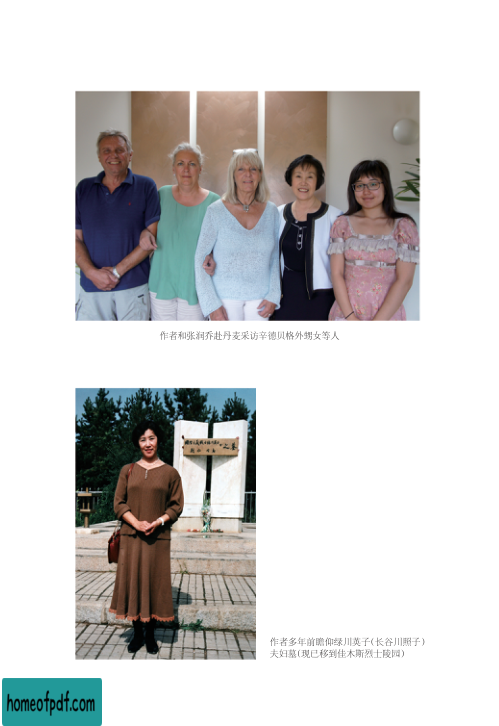 作者和张润乔赴丹麦采访辛德贝格外甥女等人
之墓
作者多年前瞻仰绿川英子(长谷川照子)
夫妇墓(现已移到佳木斯烈士陵园)
homeofpdf.com